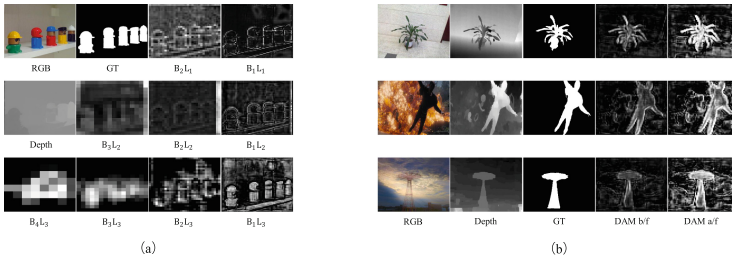 RGB GT B₂L₁ B₁L₁
Depth B₃L₂ B₂L₂ B₁L₂
B₄L₃ B₃L₃ B₂L₃ B₁L₃
(a)
RGB Depth GT DAM b/f DAM a/f
(b)